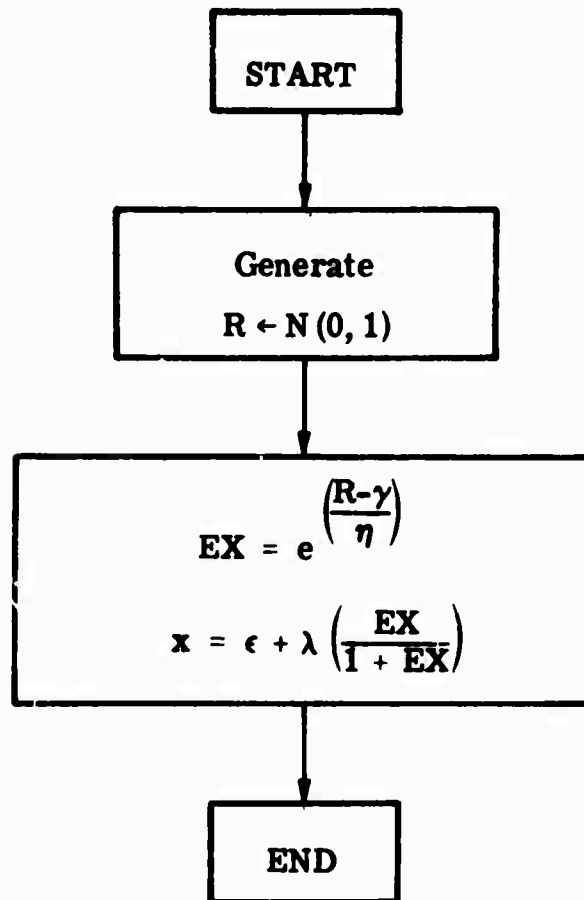 START
Generate
R ← N (0, 1)
EX = e^((R-γ)/η)
x = ϵ + λ (EX/(1 + EX))
END